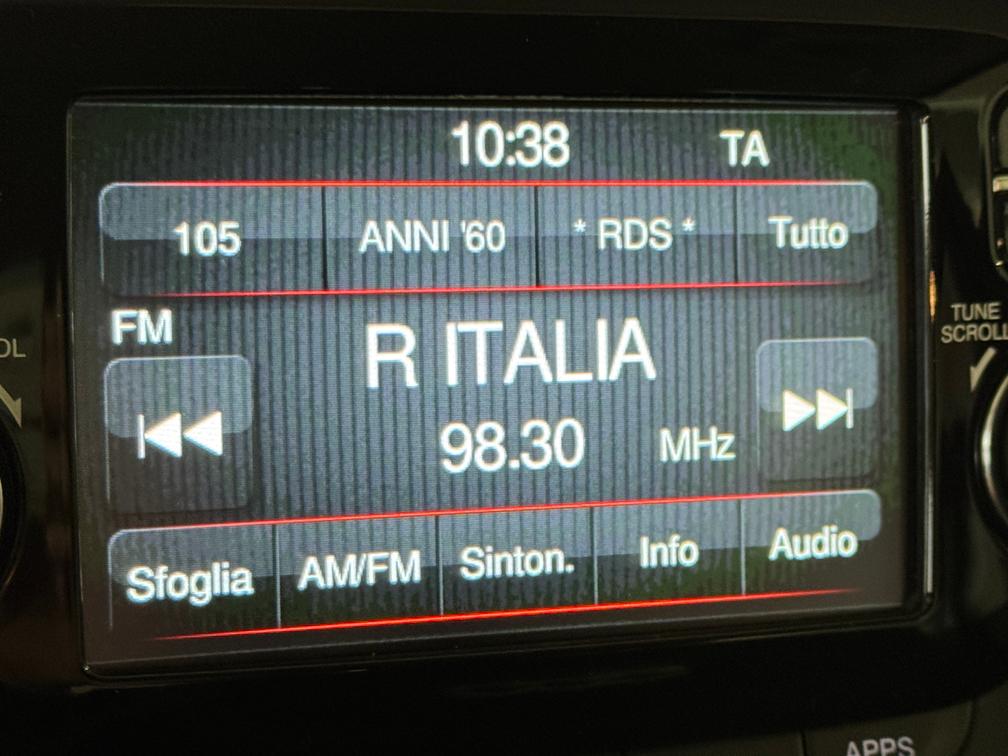 10:38 TA
105 ANNI '60 * RDS * Tutto
FM
R ITALIA
98.30 MHz
Sfoglia AM/FM Sinton. Info Audio
TUNE
SCROLL
APPS